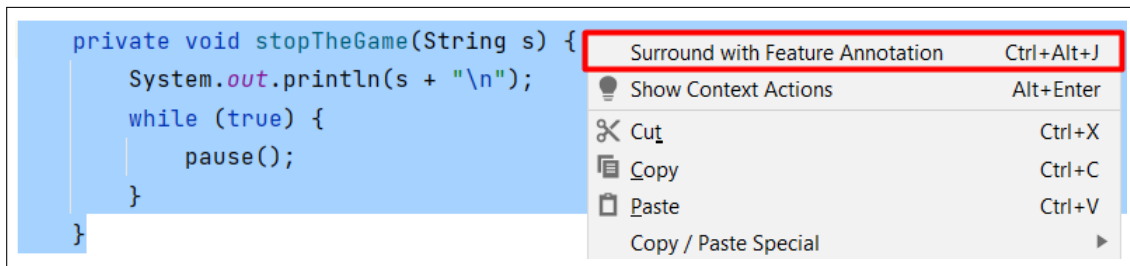 private void stopTheGame(String s) {
System.out.println(s + "\n");
while (true) {
pause();
}
}
Surround with Feature Annotation Ctrl+Alt+J
Show Context Actions Alt+Enter
Cut Ctrl+X
Copy Ctrl+C
Paste Ctrl+V
Copy / Paste Special